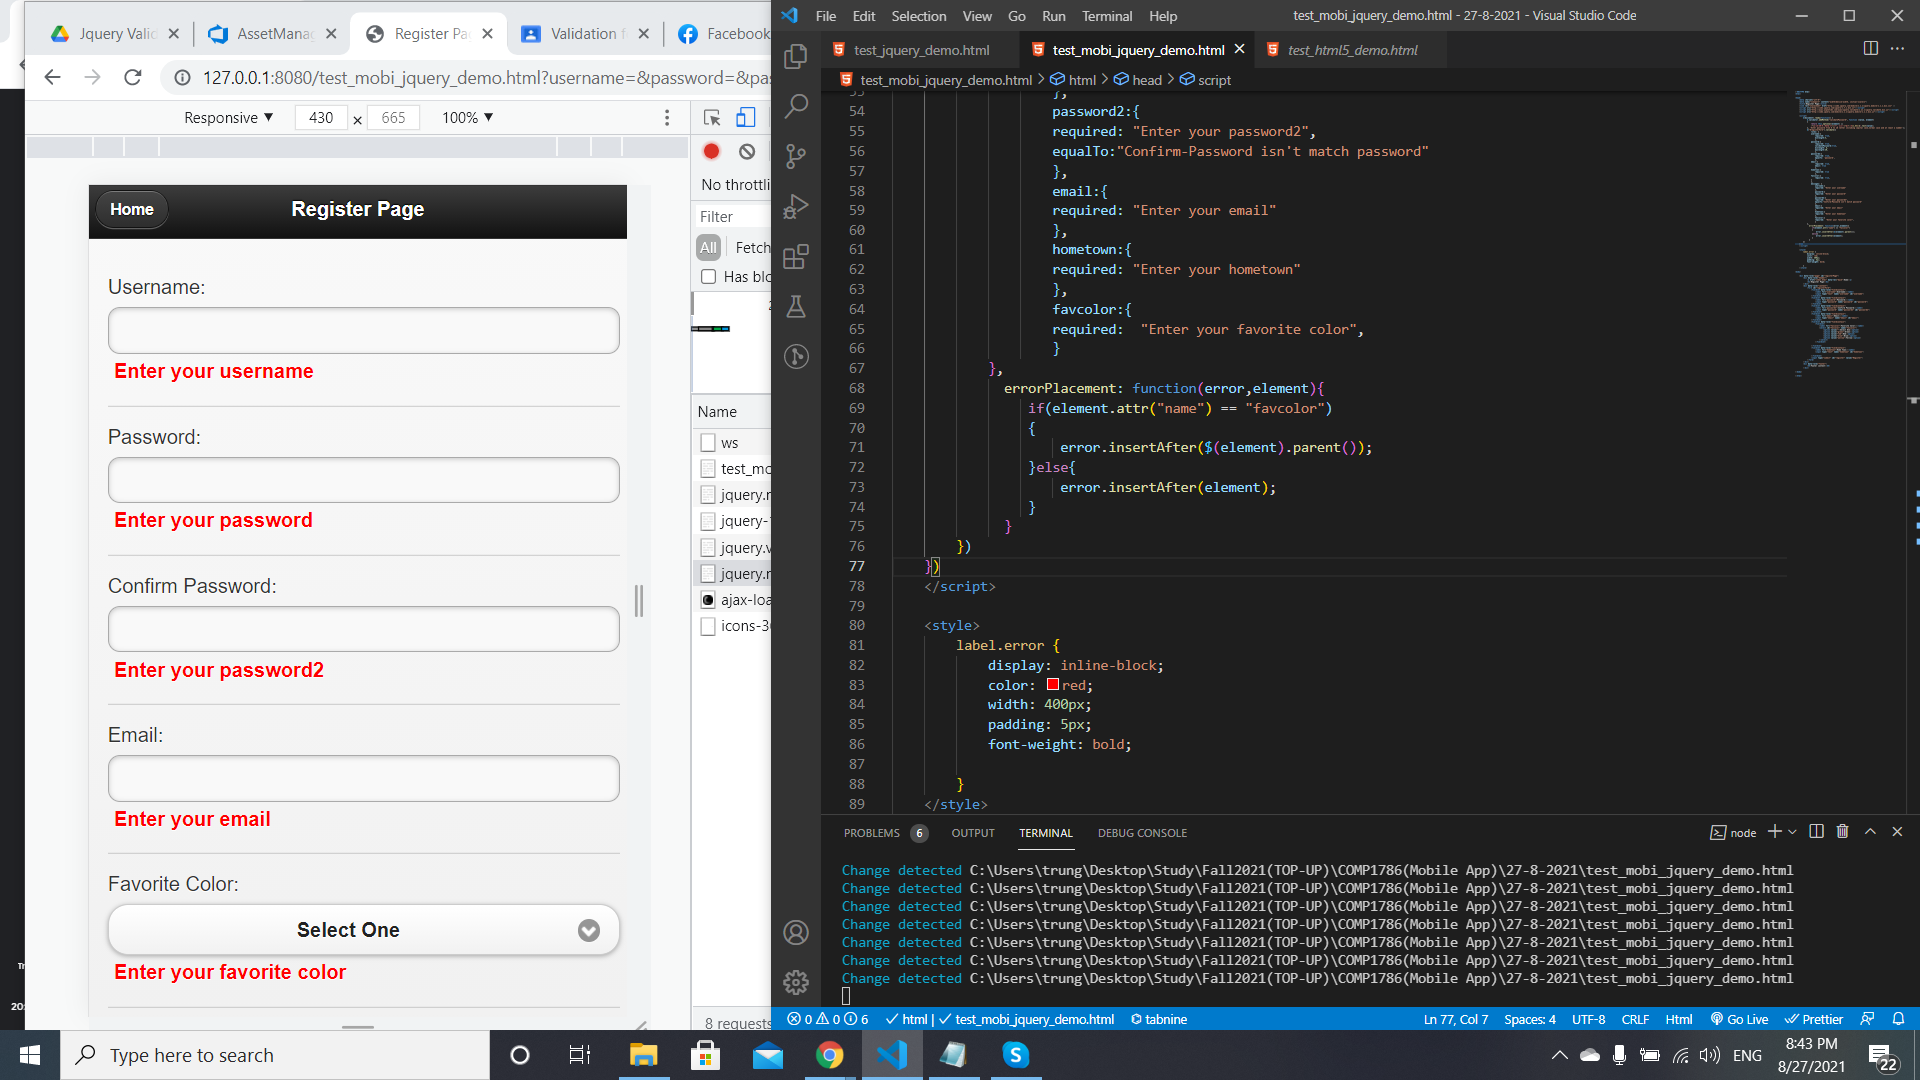 Jquery Vali
AssetMana
Register Pa
Validation f
Facebook
127.0.0.1:8080/test_mobi_jquery_demo.html?username=&password=&pas
Responsive ▼ 430 x 665 100% ▼
No throttli
Filter
All Fetch
Has blo
Name
ws
test_mo
jquery.r
jquery-
jquery.v
jquery.r
ajax-loa
icons-3
8 requests
Home Register Page
Username:
Enter your username
Password:
Enter your password
Confirm Password:
Enter your password2
Email:
Enter your email
Favorite Color:
Select One
Enter your favorite color
File Edit Selection View Go Run Terminal Help
test_mobi_jquery_demo.html - 27-8-2021 - Visual Studio Code
test_jquery_demo.html test_mobi_jquery_demo.html test_html5_demo.html
test_mobi_jquery_demo.html > html > head > script
53 },
54 password2:{
55 required: "Enter your password2",
56 equalTo:"Confirm-Password isn't match password"
57 },
58 email:{
59 required: "Enter your email"
60 },
61 hometown:{
62 required: "Enter your hometown"
63 },
64 favcolor:{
65 required:  "Enter your favorite color",
66 }
67 },
68 errorPlacement: function(error,element){
69 if(element.attr("name") == "favcolor")
70 {
71 error.insertAfter($(element).parent());
72 }else{
73 error.insertAfter(element);
74 }
75 }
76 })
77 })
78 </script>
79
80 <style>
81 label.error {
82 display: inline-block;
83 color: red;
84 width: 400px;
85 padding: 5px;
86 font-weight: bold;
87
88 }
89 </style>
PROBLEMS 6 OUTPUT TERMINAL DEBUG CONSOLE
node
Change detected C:\Users\trung\Desktop\Study\Fall2021(TOP-UP)\COMP1786(Mobile App)\27-8-2021\test_mobi_jquery_demo.html
Change detected C:\Users\trung\Desktop\Study\Fall2021(TOP-UP)\COMP1786(Mobile App)\27-8-2021\test_mobi_jquery_demo.html
Change detected C:\Users\trung\Desktop\Study\Fall2021(TOP-UP)\COMP1786(Mobile App)\27-8-2021\test_mobi_jquery_demo.html
Change detected C:\Users\trung\Desktop\Study\Fall2021(TOP-UP)\COMP1786(Mobile App)\27-8-2021\test_mobi_jquery_demo.html
Change detected C:\Users\trung\Desktop\Study\Fall2021(TOP-UP)\COMP1786(Mobile App)\27-8-2021\test_mobi_jquery_demo.html
Change detected C:\Users\trung\Desktop\Study\Fall2021(TOP-UP)\COMP1786(Mobile App)\27-8-2021\test_mobi_jquery_demo.html
Change detected C:\Users\trung\Desktop\Study\Fall2021(TOP-UP)\COMP1786(Mobile App)\27-8-2021\test_mobi_jquery_demo.html
0 0 6 html | test_mobi_jquery_demo.html tabnine
Ln 77, Col 7 Spaces: 4 UTF-8 CRLF Html Go Live Prettier
Type here to search
ENG
8:43 PM
8/27/2021
22